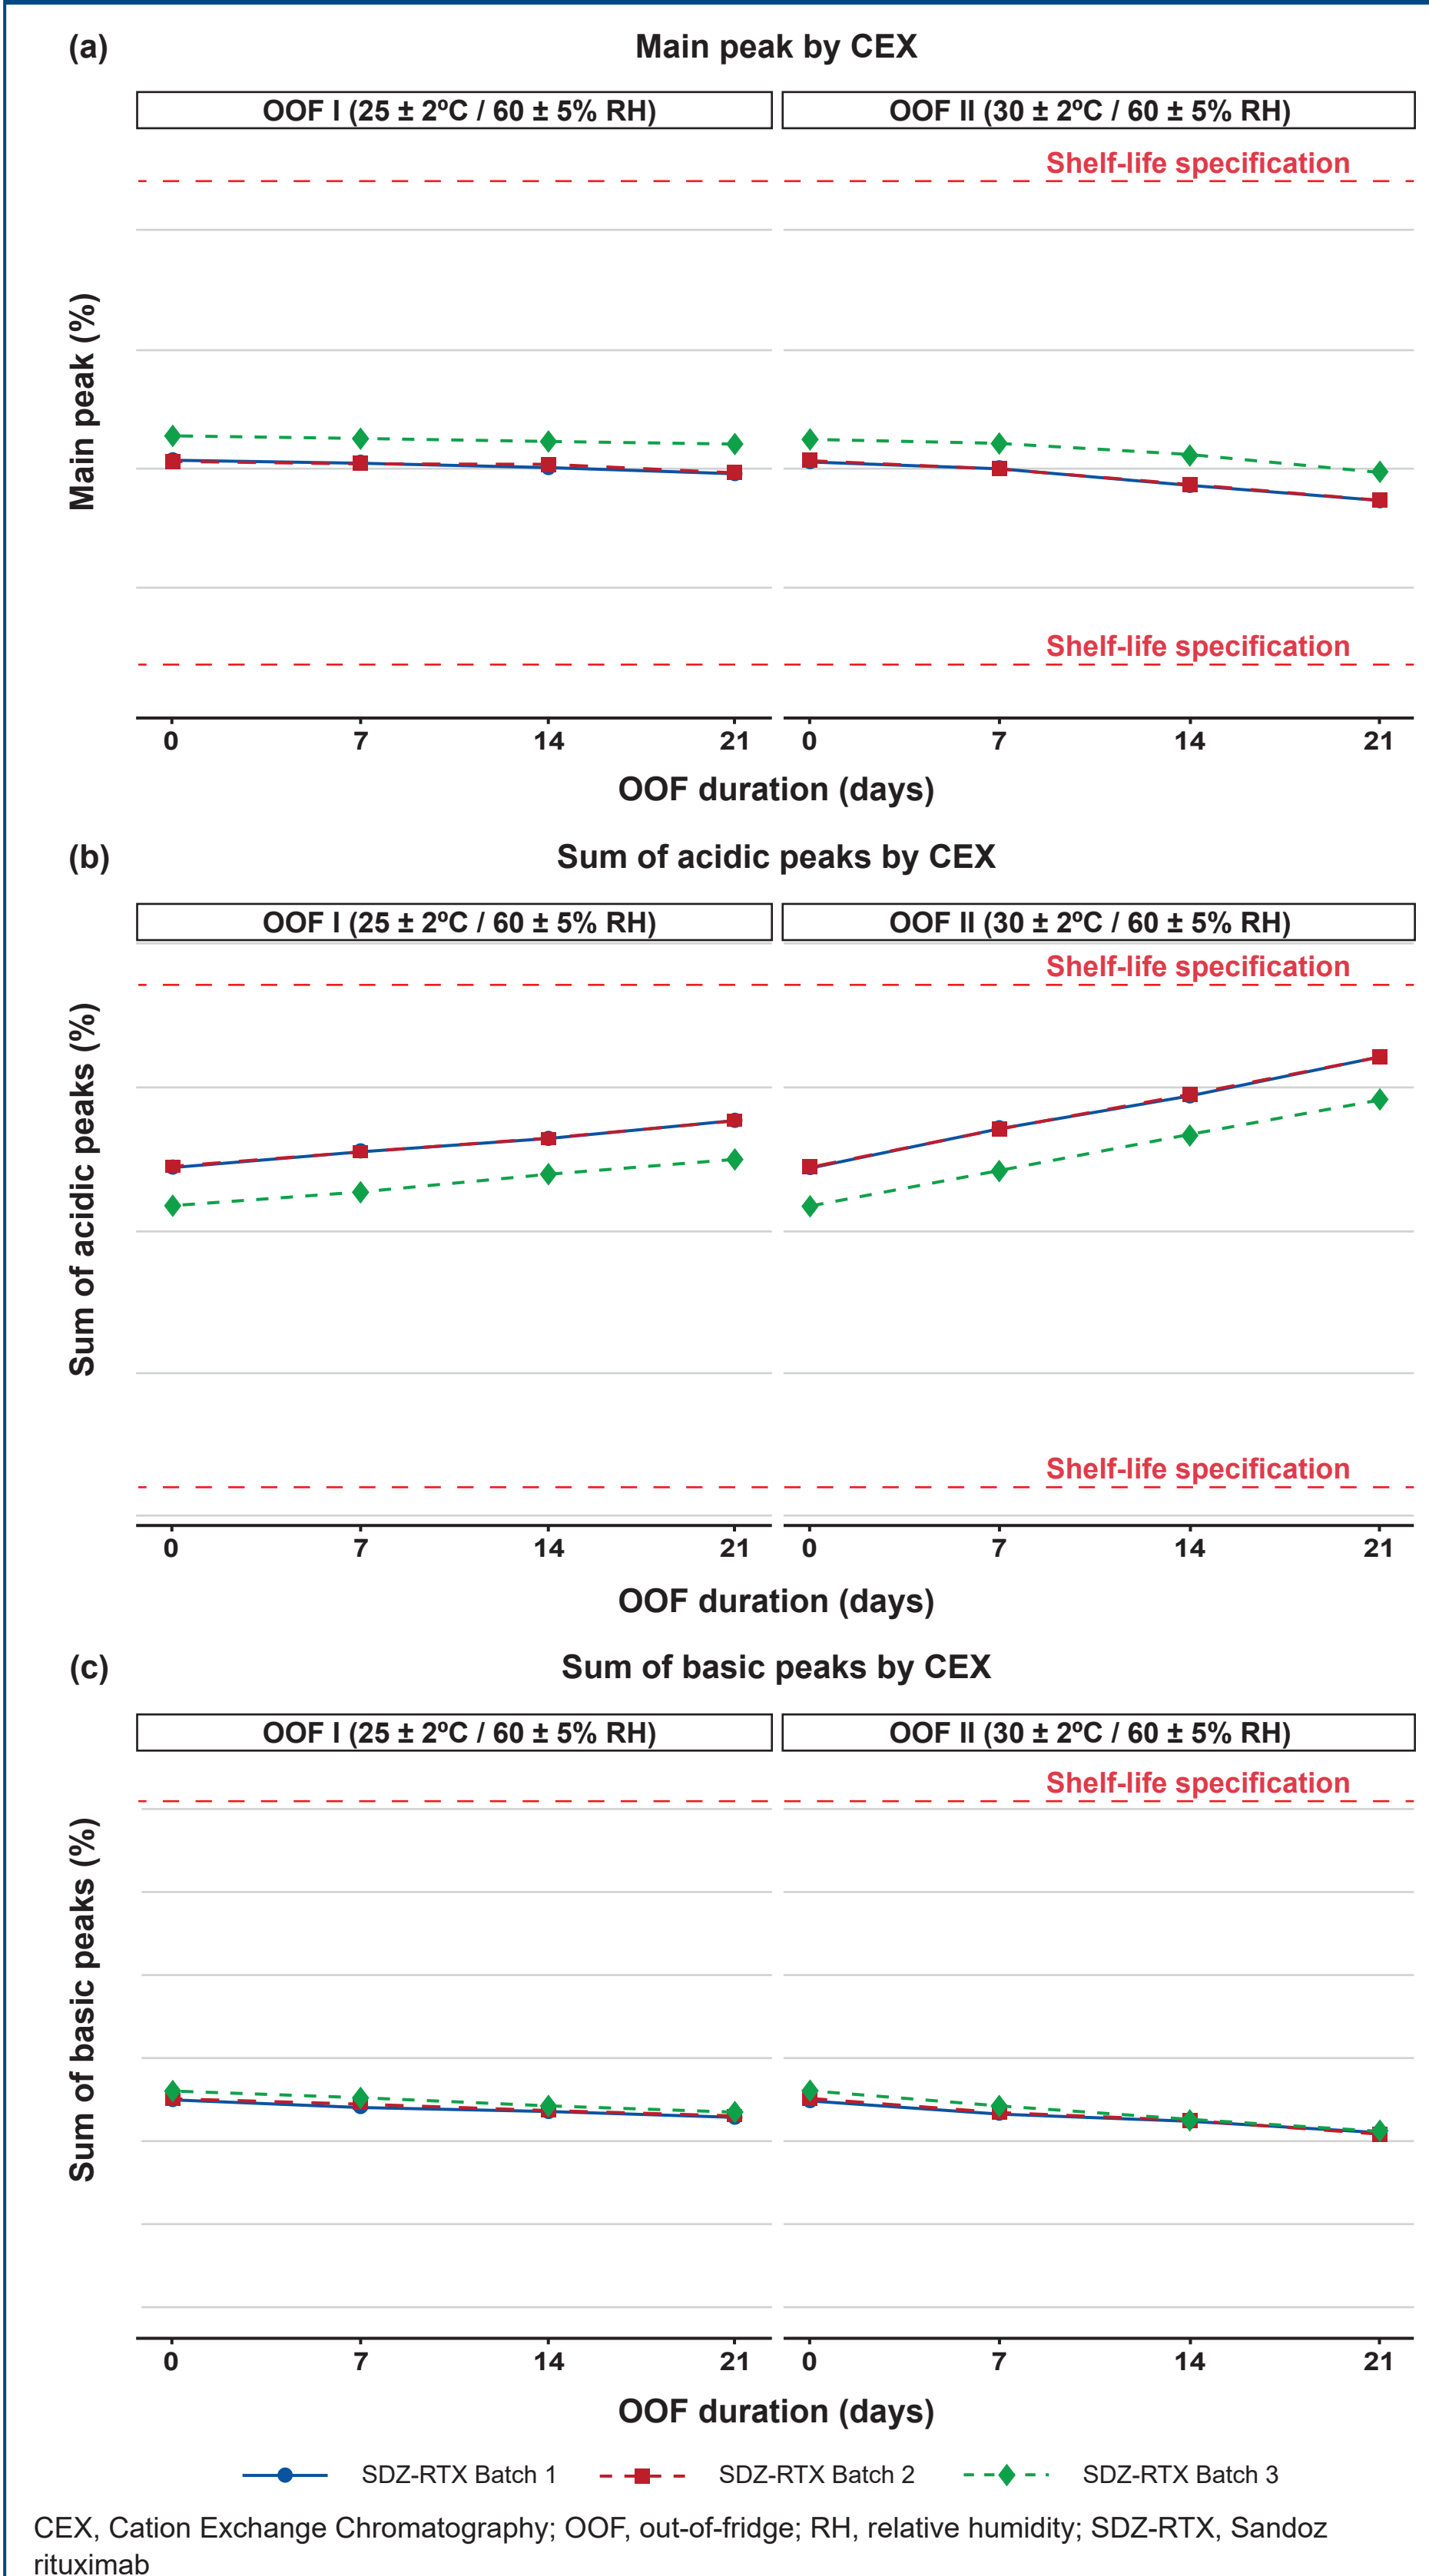 (a)
Main peak by CEX
OOF I (25 ± 2ºC / 60 ± 5% RH)
OOF II (30 ± 2ºC / 60 ± 5% RH)
Shelf-life specification
Main peak (%)
Shelf-life specification
0 7 14 21
0 7 14 21
OOF duration (days)
(b)
Sum of acidic peaks by CEX
OOF I (25 ± 2ºC / 60 ± 5% RH)
OOF II (30 ± 2ºC / 60 ± 5% RH)
Shelf-life specification
Sum of acidic peaks (%)
Shelf-life specification
0 7 14 21
0 7 14 21
OOF duration (days)
(c)
Sum of basic peaks by CEX
OOF I (25 ± 2ºC / 60 ± 5% RH)
OOF II (30 ± 2ºC / 60 ± 5% RH)
Shelf-life specification
Sum of basic peaks (%)
0 7 14 21
0 7 14 21
OOF duration (days)
SDZ-RTX Batch 1
SDZ-RTX Batch 2
SDZ-RTX Batch 3
CEX, Cation Exchange Chromatography; OOF, out-of-fridge; RH, relative humidity; SDZ-RTX, Sandoz
rituximab